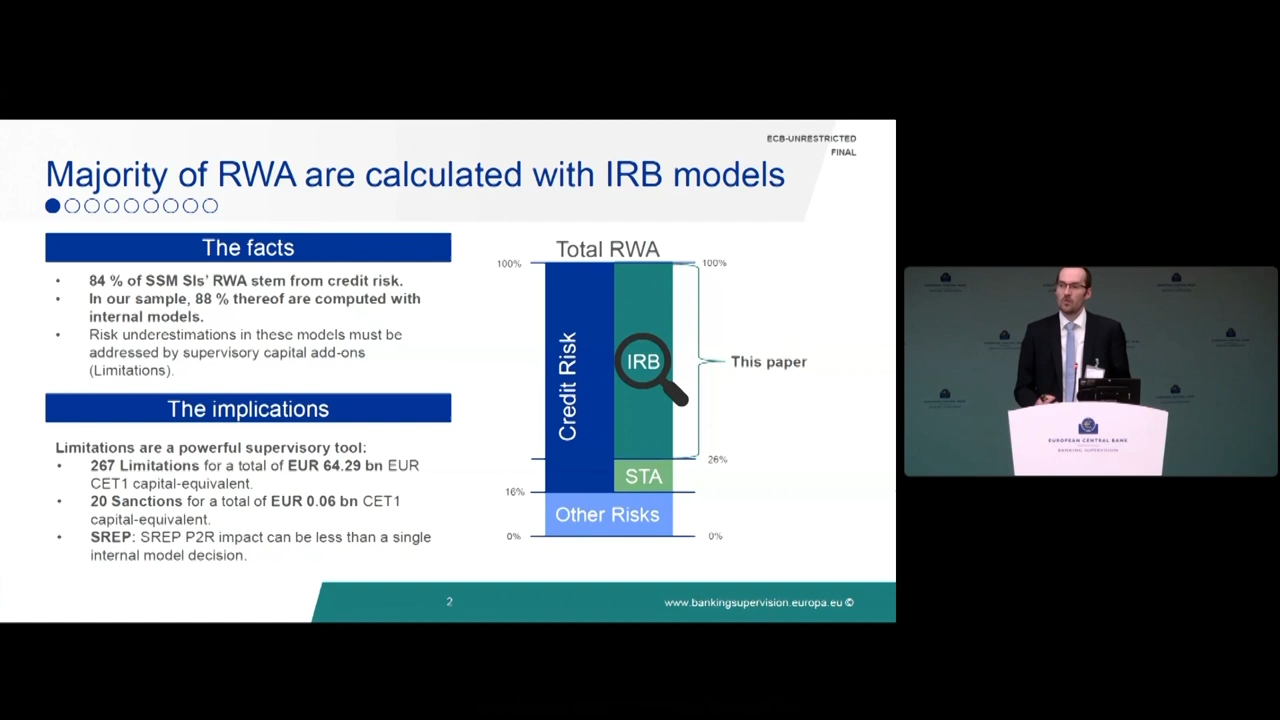 ECB-UNRESTRICTED
FINAL
Majority of RWA are calculated with IRB models
The facts
• 84 % of SSM SIs' RWA stem from credit risk.
• In our sample, 88 % thereof are computed with
internal models.
• Risk underestimations in these models must be
addressed by supervisory capital add-ons
(Limitations).
The implications
Limitations are a powerful supervisory tool:
• 267 Limitations for a total of EUR 64.29 bn EUR
CET1 capital-equivalent.
• 20 Sanctions for a total of EUR 0.06 bn CET1
capital-equivalent.
• SREP: SREP P2R impact can be less than a single
internal model decision.
Total RWA
100%
100%
Credit Risk
IRB
This paper
26%
STA
16%
Other Risks
0%
0%
2
www.bankingsupervision.europa.eu ©
EUROPEAN CENTRAL BANK
BANKING SUPERVISION